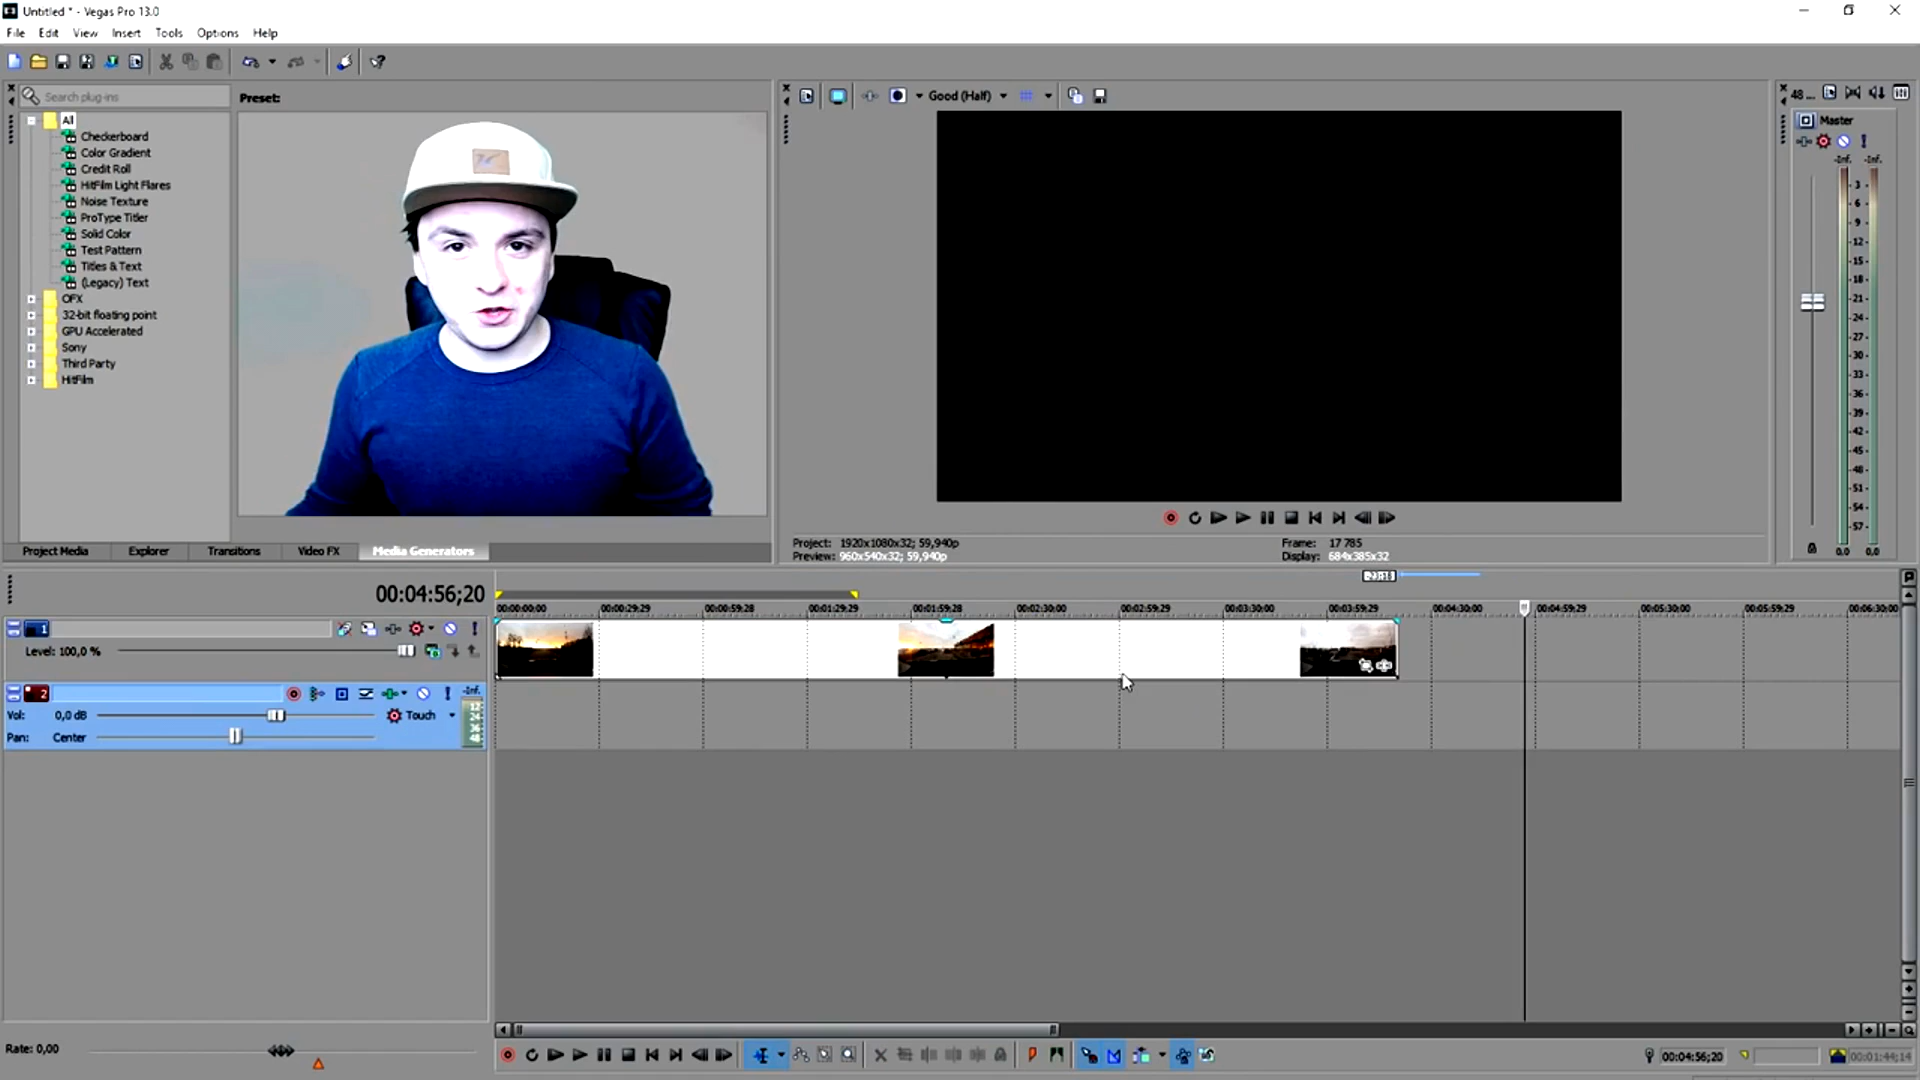 Untitled * - Vegas Pro 13.0
File Edit View Insert Tools Options Help
Search plug-ins
Preset:
All
Checkerboard
Color Gradient
Credit Roll
HitFilm Light Flares
Noise Texture
ProType Titler
Solid Color
Test Pattern
Titles & Text
(Legacy) Text
OFX
32-bit floating point
GPU Accelerated
Sony
Third Party
HitFilm
Project Media Explorer Transitions Video FX Media Generators
Good (Half)
Project: 1920x1080x32; 59,940p
Preview: 960x540x32; 59,940p
Frame: 17 785
Display: 684x385x32
48 ...
Master
-Inf. -Inf.
3
6
9
12
15
18
21
24
27
30
33
36
39
42
45
48
51
54
57
0,0 0,0
00:04:56;20
00:00:00;00 00:00:29;29 00:00:59;28 00:01:29;29 00:01:59;28 00:02:30;00 00:02:59;29 00:03:30;00 00:03:59;29 00:04:30;00 00:04:59;29 00:05:30;00 00:05:59;29 00:06:30;00
1
Level: 100,0 %
2
-Inf.
Vol: 0,0 dB Touch
12
24
36
48
Pan: Center
Rate: 0,00
00:04:56;20
00:01:44;14